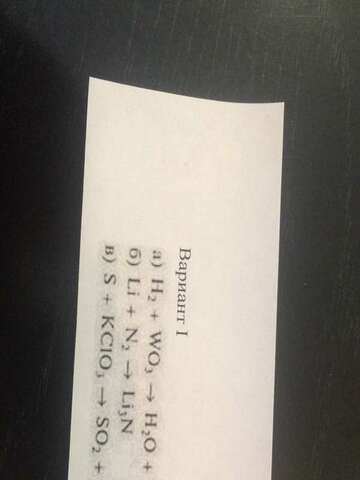 Вариант I
а) H₂ + WO₃ → H₂O +
б) Li + N₂ → Li₃N
в) S + KClO₃ → SO₂ +